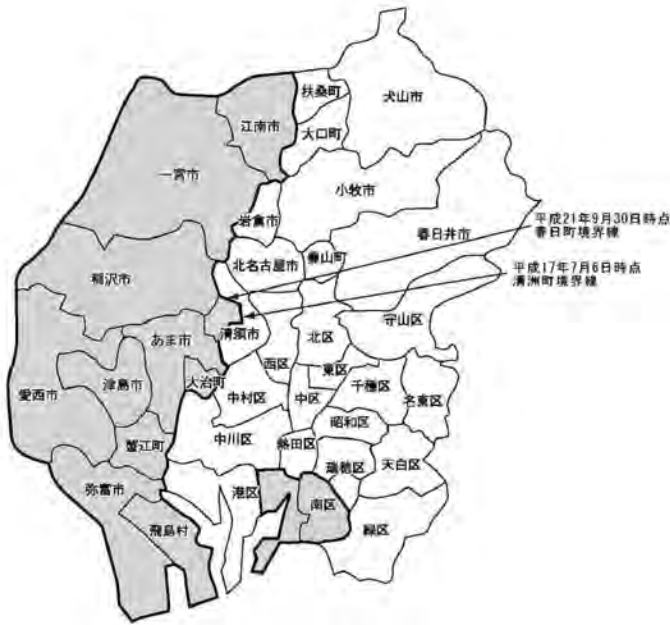 扶桑町
犬山市
江南市
大口町
一宮市
小牧市
岩倉市
平成21年9月30日時点
春日町境界線
春日井市
北名古屋市
豊山町
稲沢市
平成17年7月6日時点
清洲町境界線
清須市
あま市
北区
守山区
西区
東区
大治町
千種区
津島市
愛西市
中村区
中区
名東区
昭和区
中川区
熱田区
蟹江町
瑞穂区
天白区
弥富市
港区
南区
飛島村
緑区